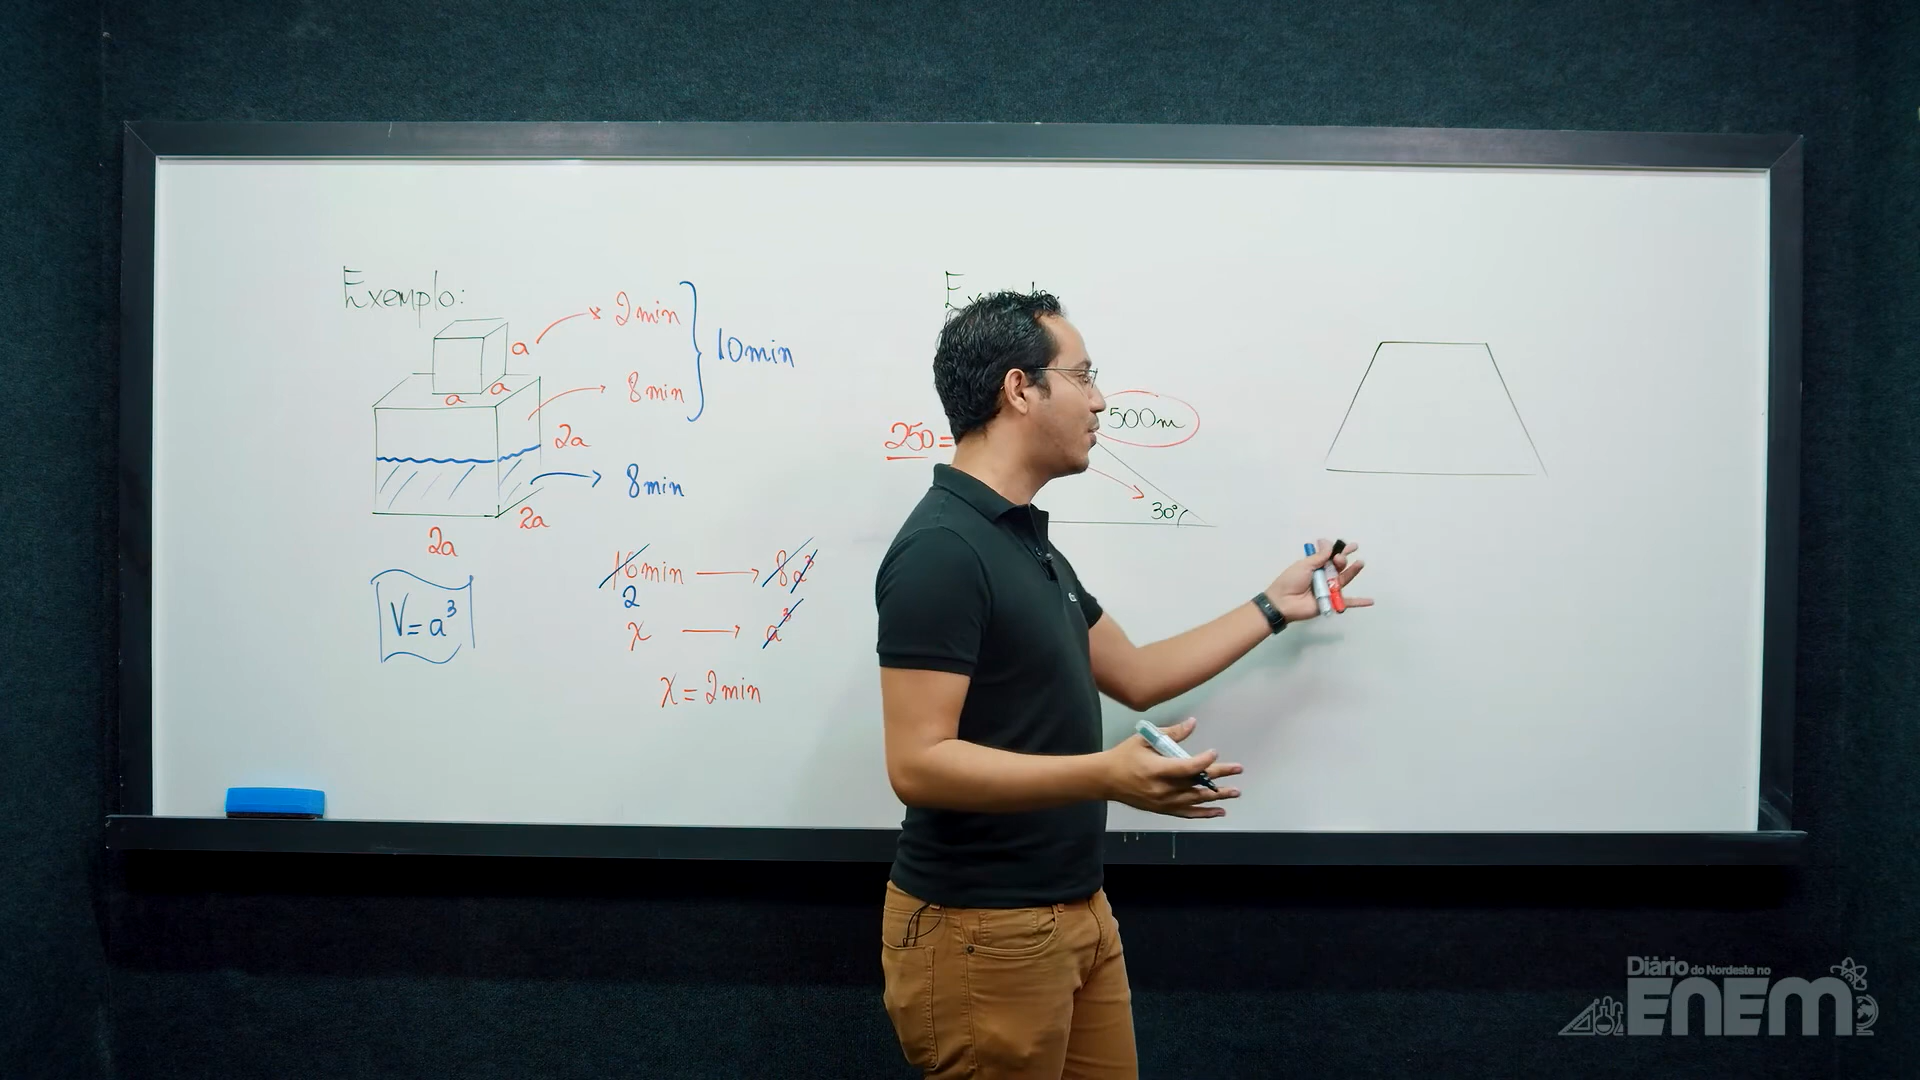 Exemplo:
2min
8min
10min
a
a
a
2a
8min
2a
2a
V=a³
16min → 8a³
2
x → a³
x = 2min
250=
500m
30°
Diário do Nordeste no
ENEM